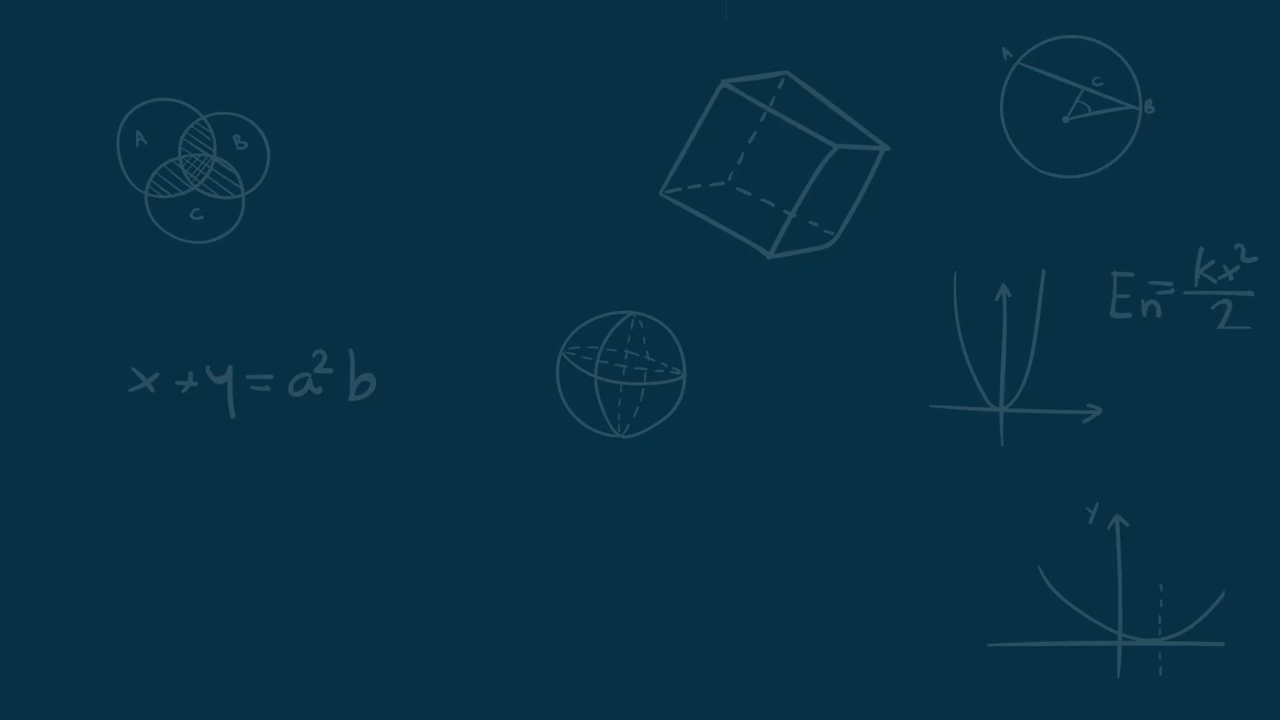 A
C
B
A
B
C
En = kx²/2
x + y = a² b
y